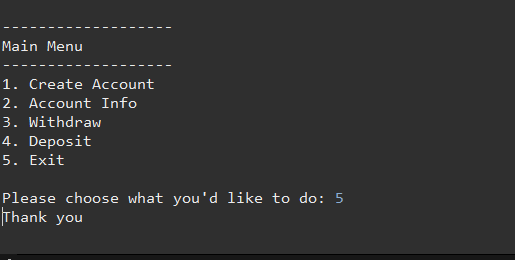 -------------------
Main Menu
-------------------
1. Create Account
2. Account Info
3. Withdraw
4. Deposit
5. Exit
Please choose what you'd like to do: 5
Thank you